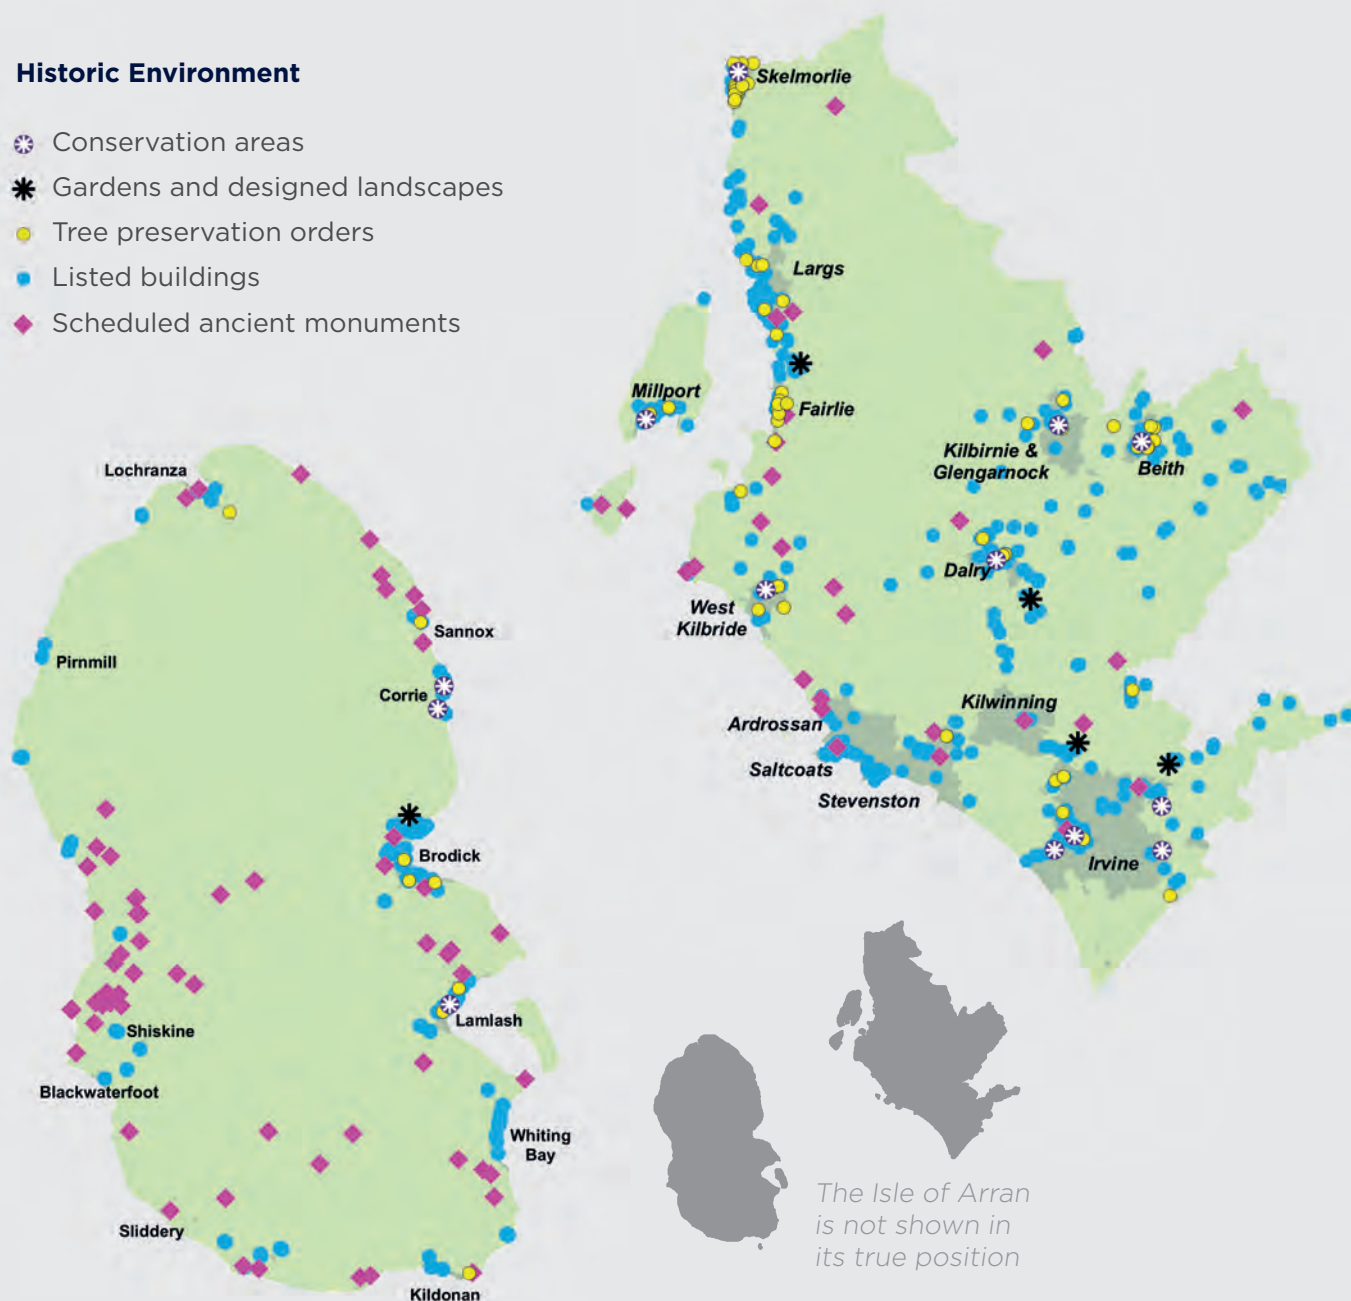 Historic Environment
Conservation areas
Gardens and designed landscapes
Tree preservation orders
Listed buildings
Scheduled ancient monuments
Skelmorlie
Largs
Millport
Fairlie
Kilbirnie &
Glengarnock
Beith
Dalry
West
Kilbride
Kilwinning
Ardrossan
Saltcoats
Stevenston
Irvine
Lochranza
Sannox
Pirnmill
Corrie
Brodick
Lamlash
Shiskine
Blackwaterfoot
Whiting
Bay
Sliddery
Kildonan
The Isle of Arran
is not shown in
its true position